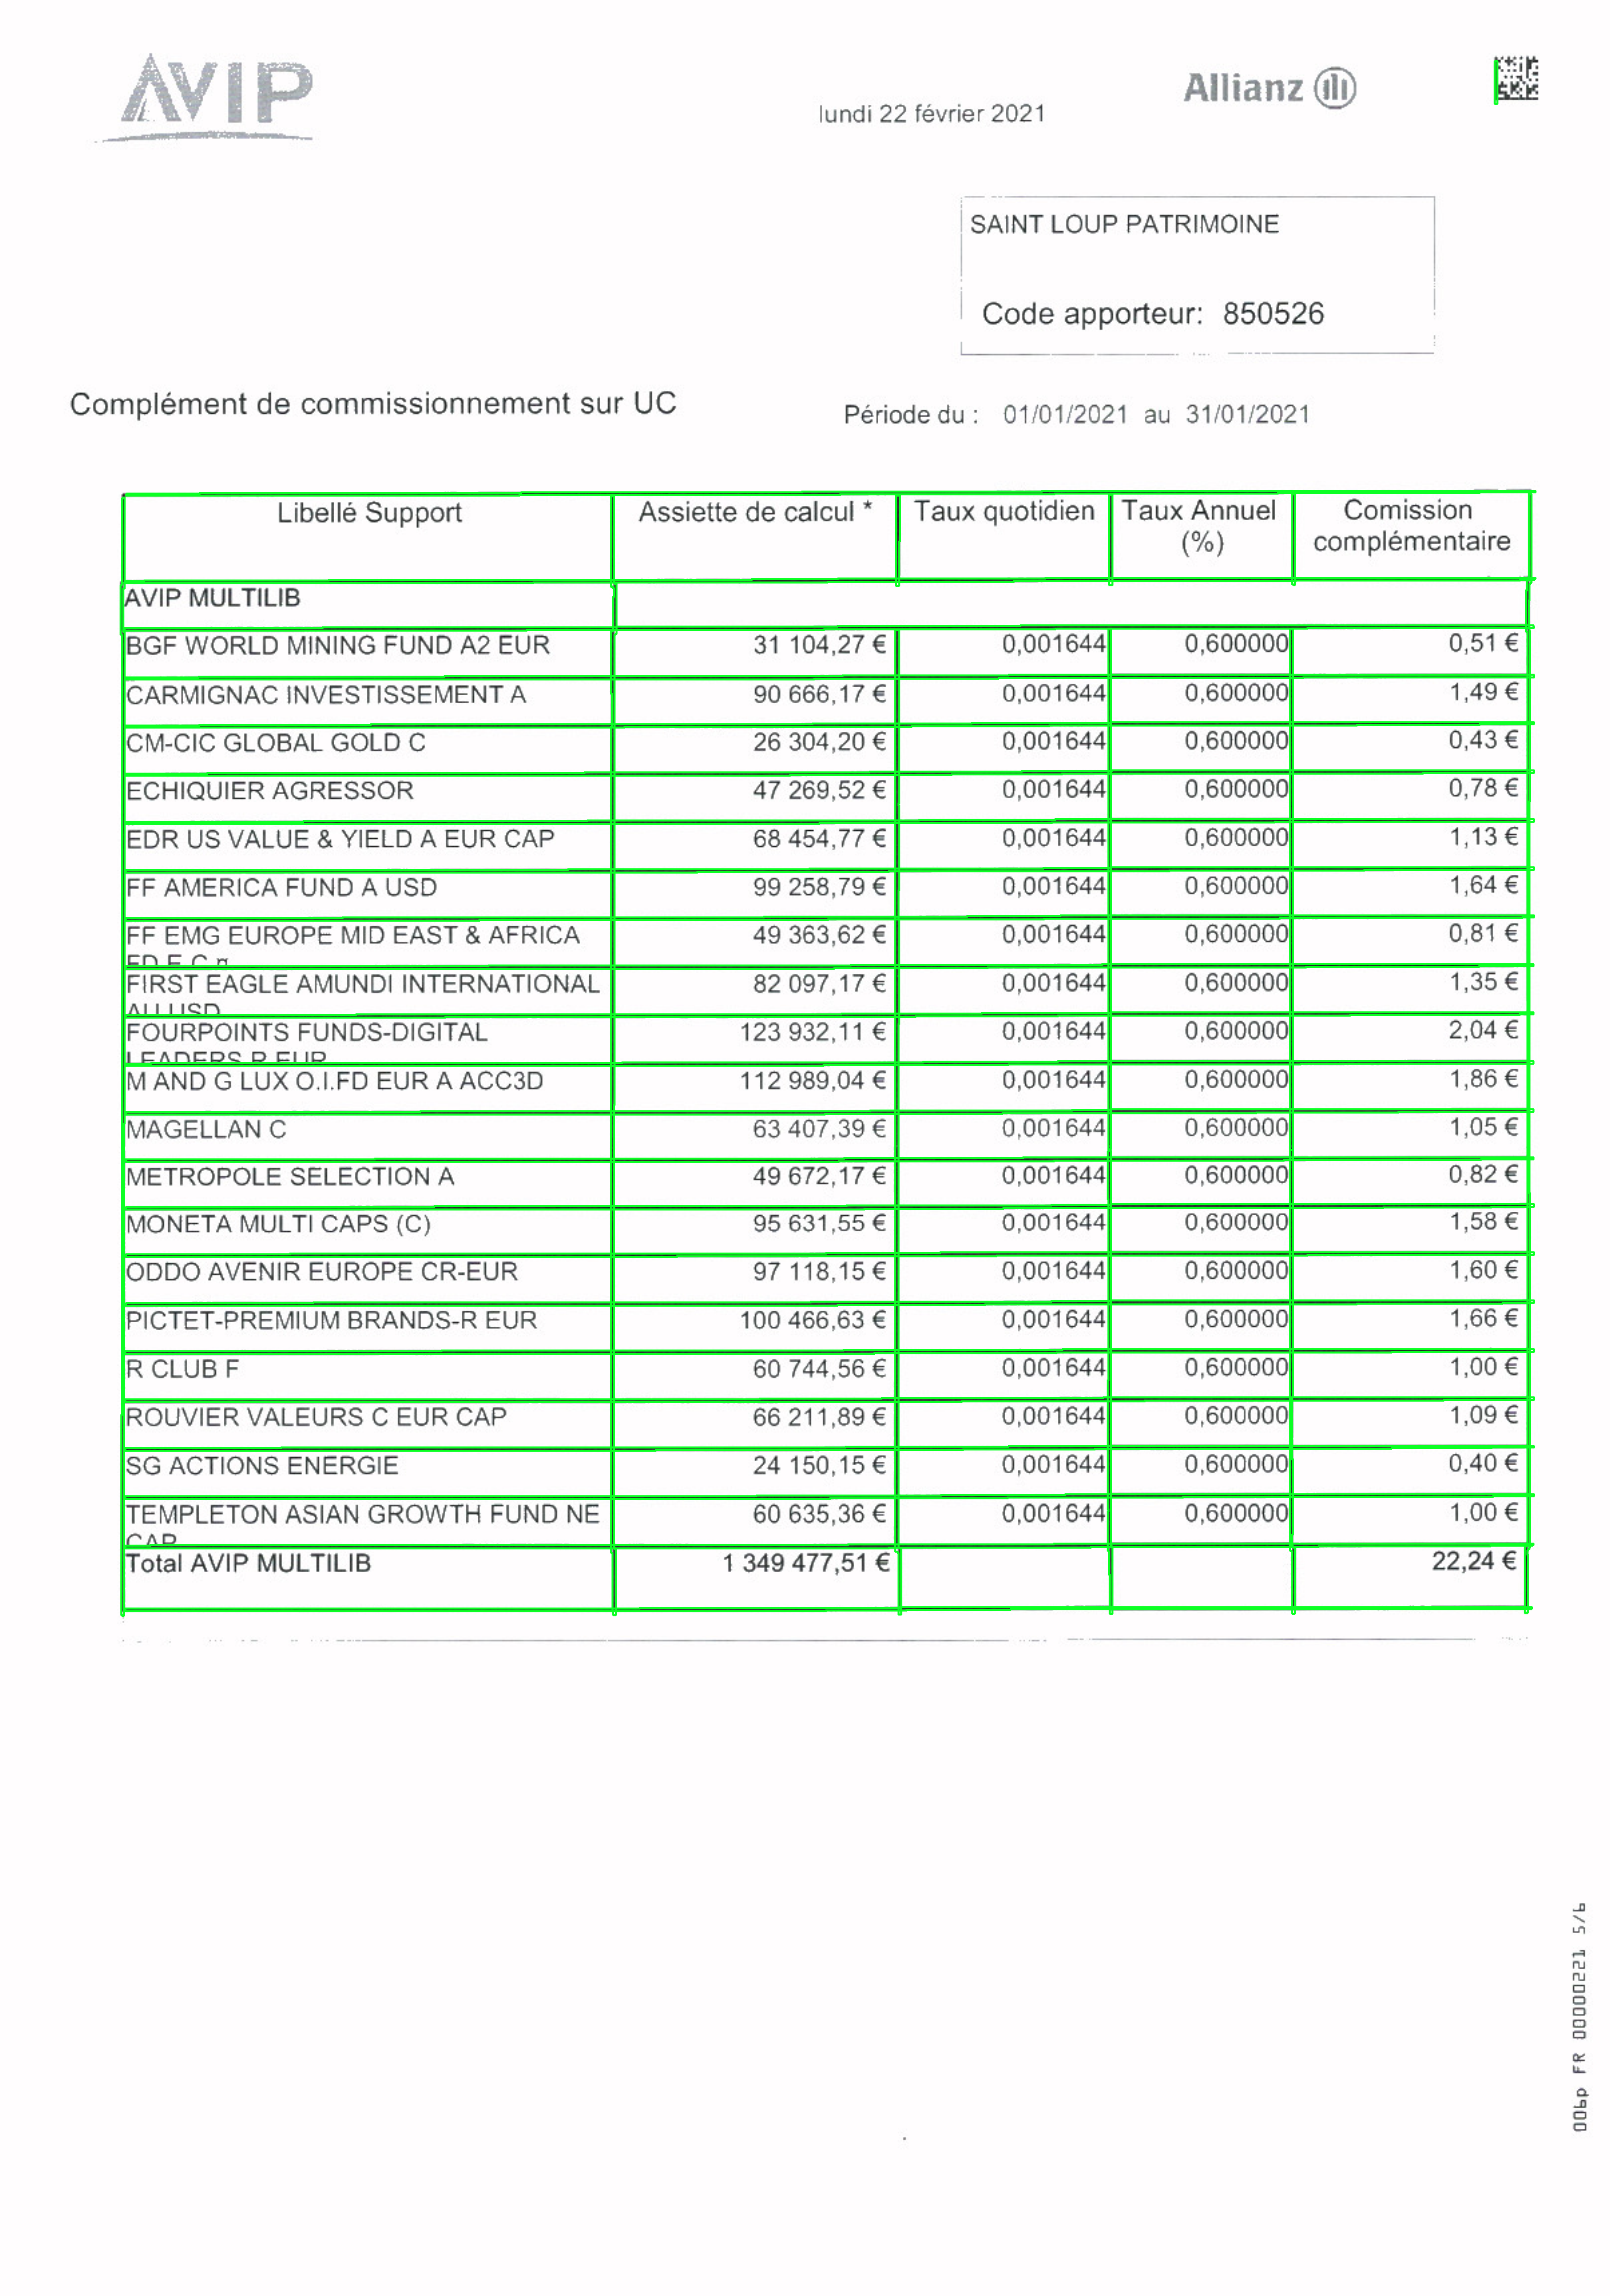 AVIP
Allianz
lundi 22 février 2021
SAINT LOUP PATRIMOINE
Code apporteur: 850526
Complément de commissionnement sur UC
Période du : 01/01/2021 au 31/01/2021
Libellé Support Assiette de calcul * Taux quotidien Taux Annuel (%) Comission complémentaire
AVIP MULTILIB
BGF WORLD MINING FUND A2 EUR 31 104,27 € 0,001644 0,600000 0,51 €
CARMIGNAC INVESTISSEMENT A 90 666,17 € 0,001644 0,600000 1,49 €
CM-CIC GLOBAL GOLD C 26 304,20 € 0,001644 0,600000 0,43 €
ECHIQUIER AGRESSOR 47 269,52 € 0,001644 0,600000 0,78 €
EDR US VALUE & YIELD A EUR CAP 68 454,77 € 0,001644 0,600000 1,13 €
FF AMERICA FUND A USD 99 258,79 € 0,001644 0,600000 1,64 €
FF EMG EUROPE MID EAST & AFRICA 49 363,62 € 0,001644 0,600000 0,81 €
FIRST EAGLE AMUNDI INTERNATIONAL 82 097,17 € 0,001644 0,600000 1,35 €
FOURPOINTS FUNDS-DIGITAL 123 932,11 € 0,001644 0,600000 2,04 €
LEADERS R EUR
M AND G LUX O.I.FD EUR A ACC3D 112 989,04 € 0,001644 0,600000 1,86 €
MAGELLAN C 63 407,39 € 0,001644 0,600000 1,05 €
METROPOLE SELECTION A 49 672,17 € 0,001644 0,600000 0,82 €
MONETA MULTI CAPS (C) 95 631,55 € 0,001644 0,600000 1,58 €
ODDO AVENIR EUROPE CR-EUR 97 118,15 € 0,001644 0,600000 1,60 €
PICTET-PREMIUM BRANDS-R EUR 100 466,63 € 0,001644 0,600000 1,66 €
R CLUB F 60 744,56 € 0,001644 0,600000 1,00 €
ROUVIER VALEURS C EUR CAP 66 211,89 € 0,001644 0,600000 1,09 €
SG ACTIONS ENERGIE 24 150,15 € 0,001644 0,600000 0,40 €
TEMPLETON ASIAN GROWTH FUND NE 60 635,36 € 0,001644 0,600000 1,00 €
CAP
Total AVIP MULTILIB 1 349 477,51 € 22,24 €
006p FR 00000221 5/6